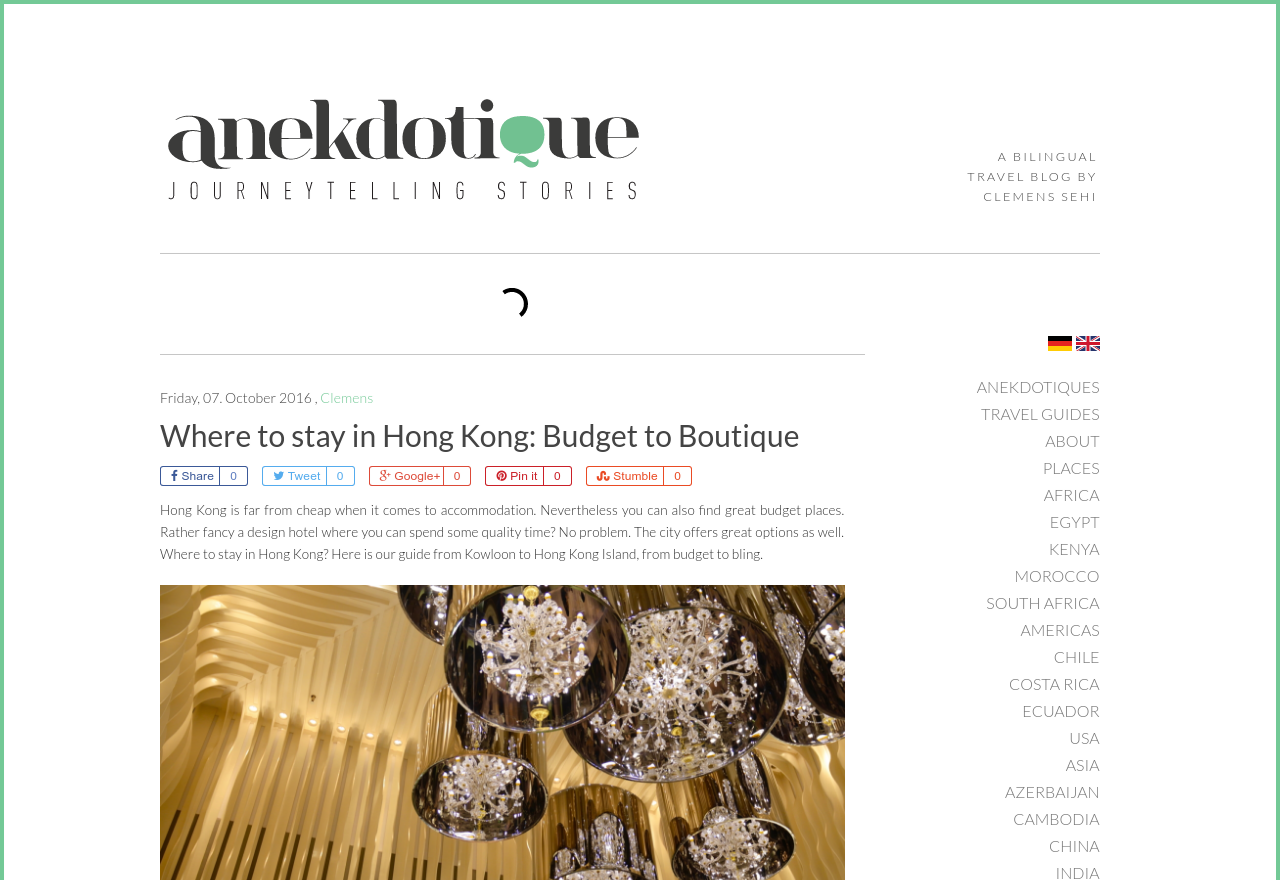 anekdotique
JOURNEYTELLING STORIES
A BILINGUAL
TRAVEL BLOG BY
CLEMENS SEHI
Friday, 07. October 2016 , Clemens
Where to stay in Hong Kong: Budget to Boutique
Share 0 Tweet 0 Google+ 0 Pin it 0 Stumble 0
Hong Kong is far from cheap when it comes to accommodation. Nevertheless you can also find great budget places.
Rather fancy a design hotel where you can spend some quality time? No problem. The city offers great options as well.
Where to stay in Hong Kong? Here is our guide from Kowloon to Hong Kong Island, from budget to bling.
ANEKDOTIQUES
TRAVEL GUIDES
ABOUT
PLACES
AFRICA
EGYPT
KENYA
MOROCCO
SOUTH AFRICA
AMERICAS
CHILE
COSTA RICA
ECUADOR
USA
ASIA
AZERBAIJAN
CAMBODIA
CHINA
INDIA